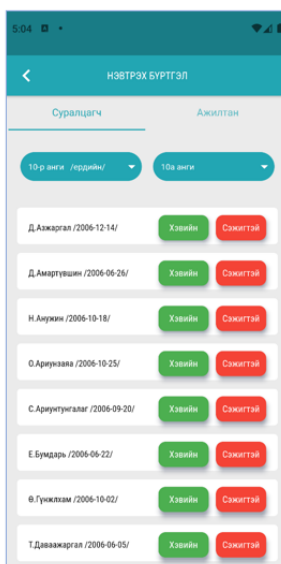 5:04
НЭВТРЭХ БҮРТГЭЛ
Суралцагч Ажилтан
10-р анги /ердийн/ 10а анги
Д.Азжаргал /2006-12-14/ Хэвийн Сэжигтэй
Д.Амартүвшин /2006-06-26/ Хэвийн Сэжигтэй
Н.Анужин /2006-10-18/ Хэвийн Сэжигтэй
О.Ариунзаяа /2006-10-25/ Хэвийн Сэжигтэй
С.Ариунтунгалаг /2006-09-20/ Хэвийн Сэжигтэй
Е.Бумдарь /2006-06-22/ Хэвийн Сэжигтэй
Ө.Гүнжлхам /2006-10-02/ Хэвийн Сэжигтэй
Т.Даваажаргал /2006-06-05/ Хэвийн Сэжигтэй